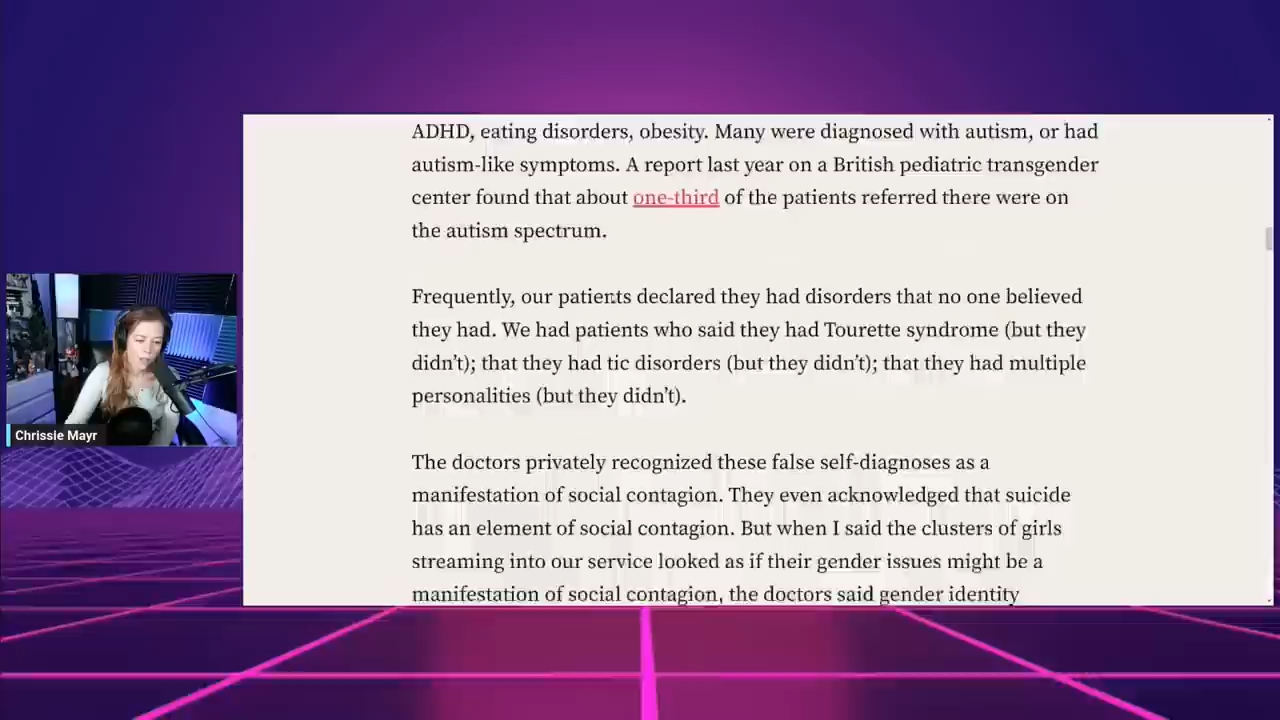 ADHD, eating disorders, obesity. Many were diagnosed with autism, or had
autism-like symptoms. A report last year on a British pediatric transgender
center found that about one-third of the patients referred there were on
the autism spectrum.
Frequently, our patients declared they had disorders that no one believed
they had. We had patients who said they had Tourette syndrome (but they
didn’t); that they had tic disorders (but they didn’t); that they had multiple
personalities (but they didn’t).
The doctors privately recognized these false self-diagnoses as a
manifestation of social contagion. They even acknowledged that suicide
has an element of social contagion. But when I said the clusters of girls
streaming into our service looked as if their gender issues might be a
manifestation of social contagion, the doctors said gender identity
Chrissie Mayr